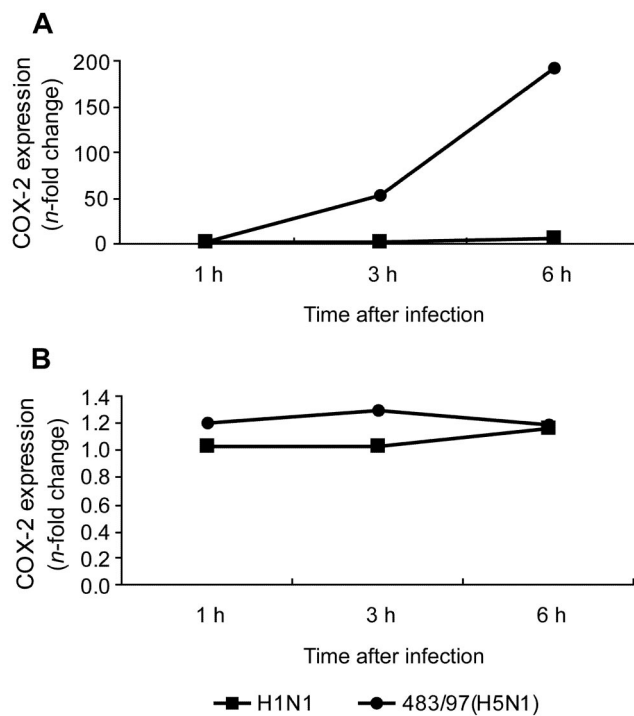 A
COX-2 expression
(n-fold change)
200
150
100
50
0
1 h 3 h 6 h
Time after infection
B
COX-2 expression
(n-fold change)
1.4
1.2
1.0
0.8
0.6
0.4
0.2
0.0
1 h 3 h 6 h
Time after infection
H1N1 483/97(H5N1)